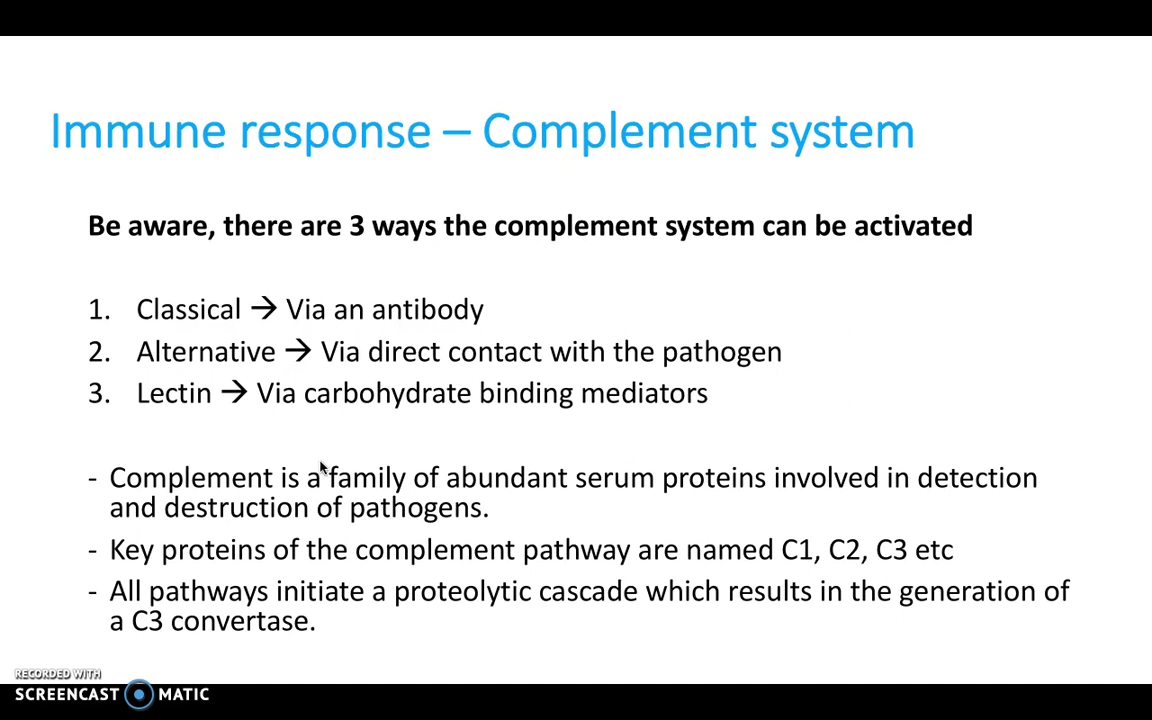 Immune response – Complement system
Be aware, there are 3 ways the complement system can be activated
1. Classical → Via an antibody
2. Alternative → Via direct contact with the pathogen
3. Lectin → Via carbohydrate binding mediators
- Complement is a family of abundant serum proteins involved in detection
and destruction of pathogens.
- Key proteins of the complement pathway are named C1, C2, C3 etc
- All pathways initiate a proteolytic cascade which results in the generation of
a C3 convertase.
RECORDED WITH
SCREENCAST MATIC